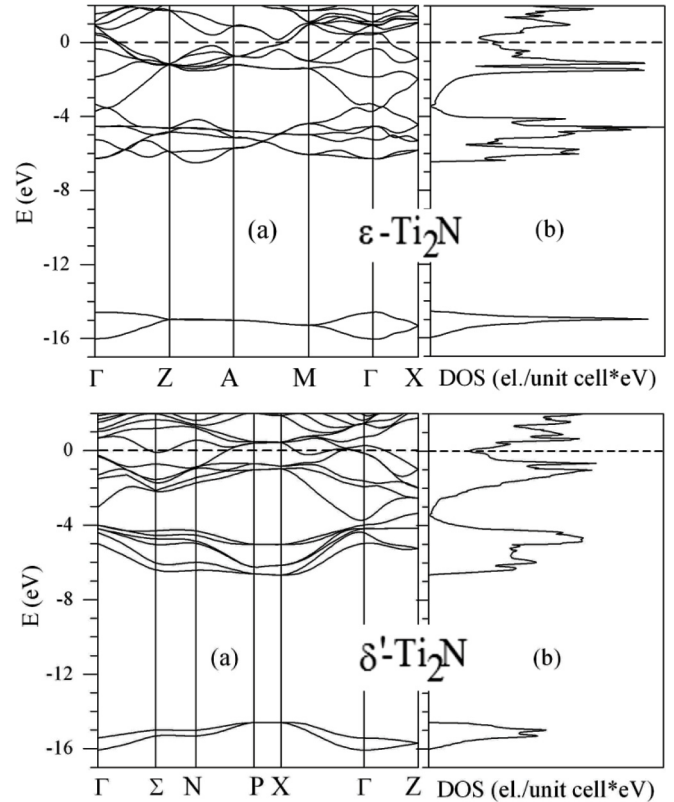 0
-4
-8
-12
-16
E (eV)
(a)
ε-Ti₂N
(b)
Γ Z A M Γ X
DOS (el./unit cell*eV)
0
-4
-8
-12
-16
E (eV)
(a)
δ'-Ti₂N
(b)
Γ Σ N P X Γ Z
DOS (el./unit cell*eV)